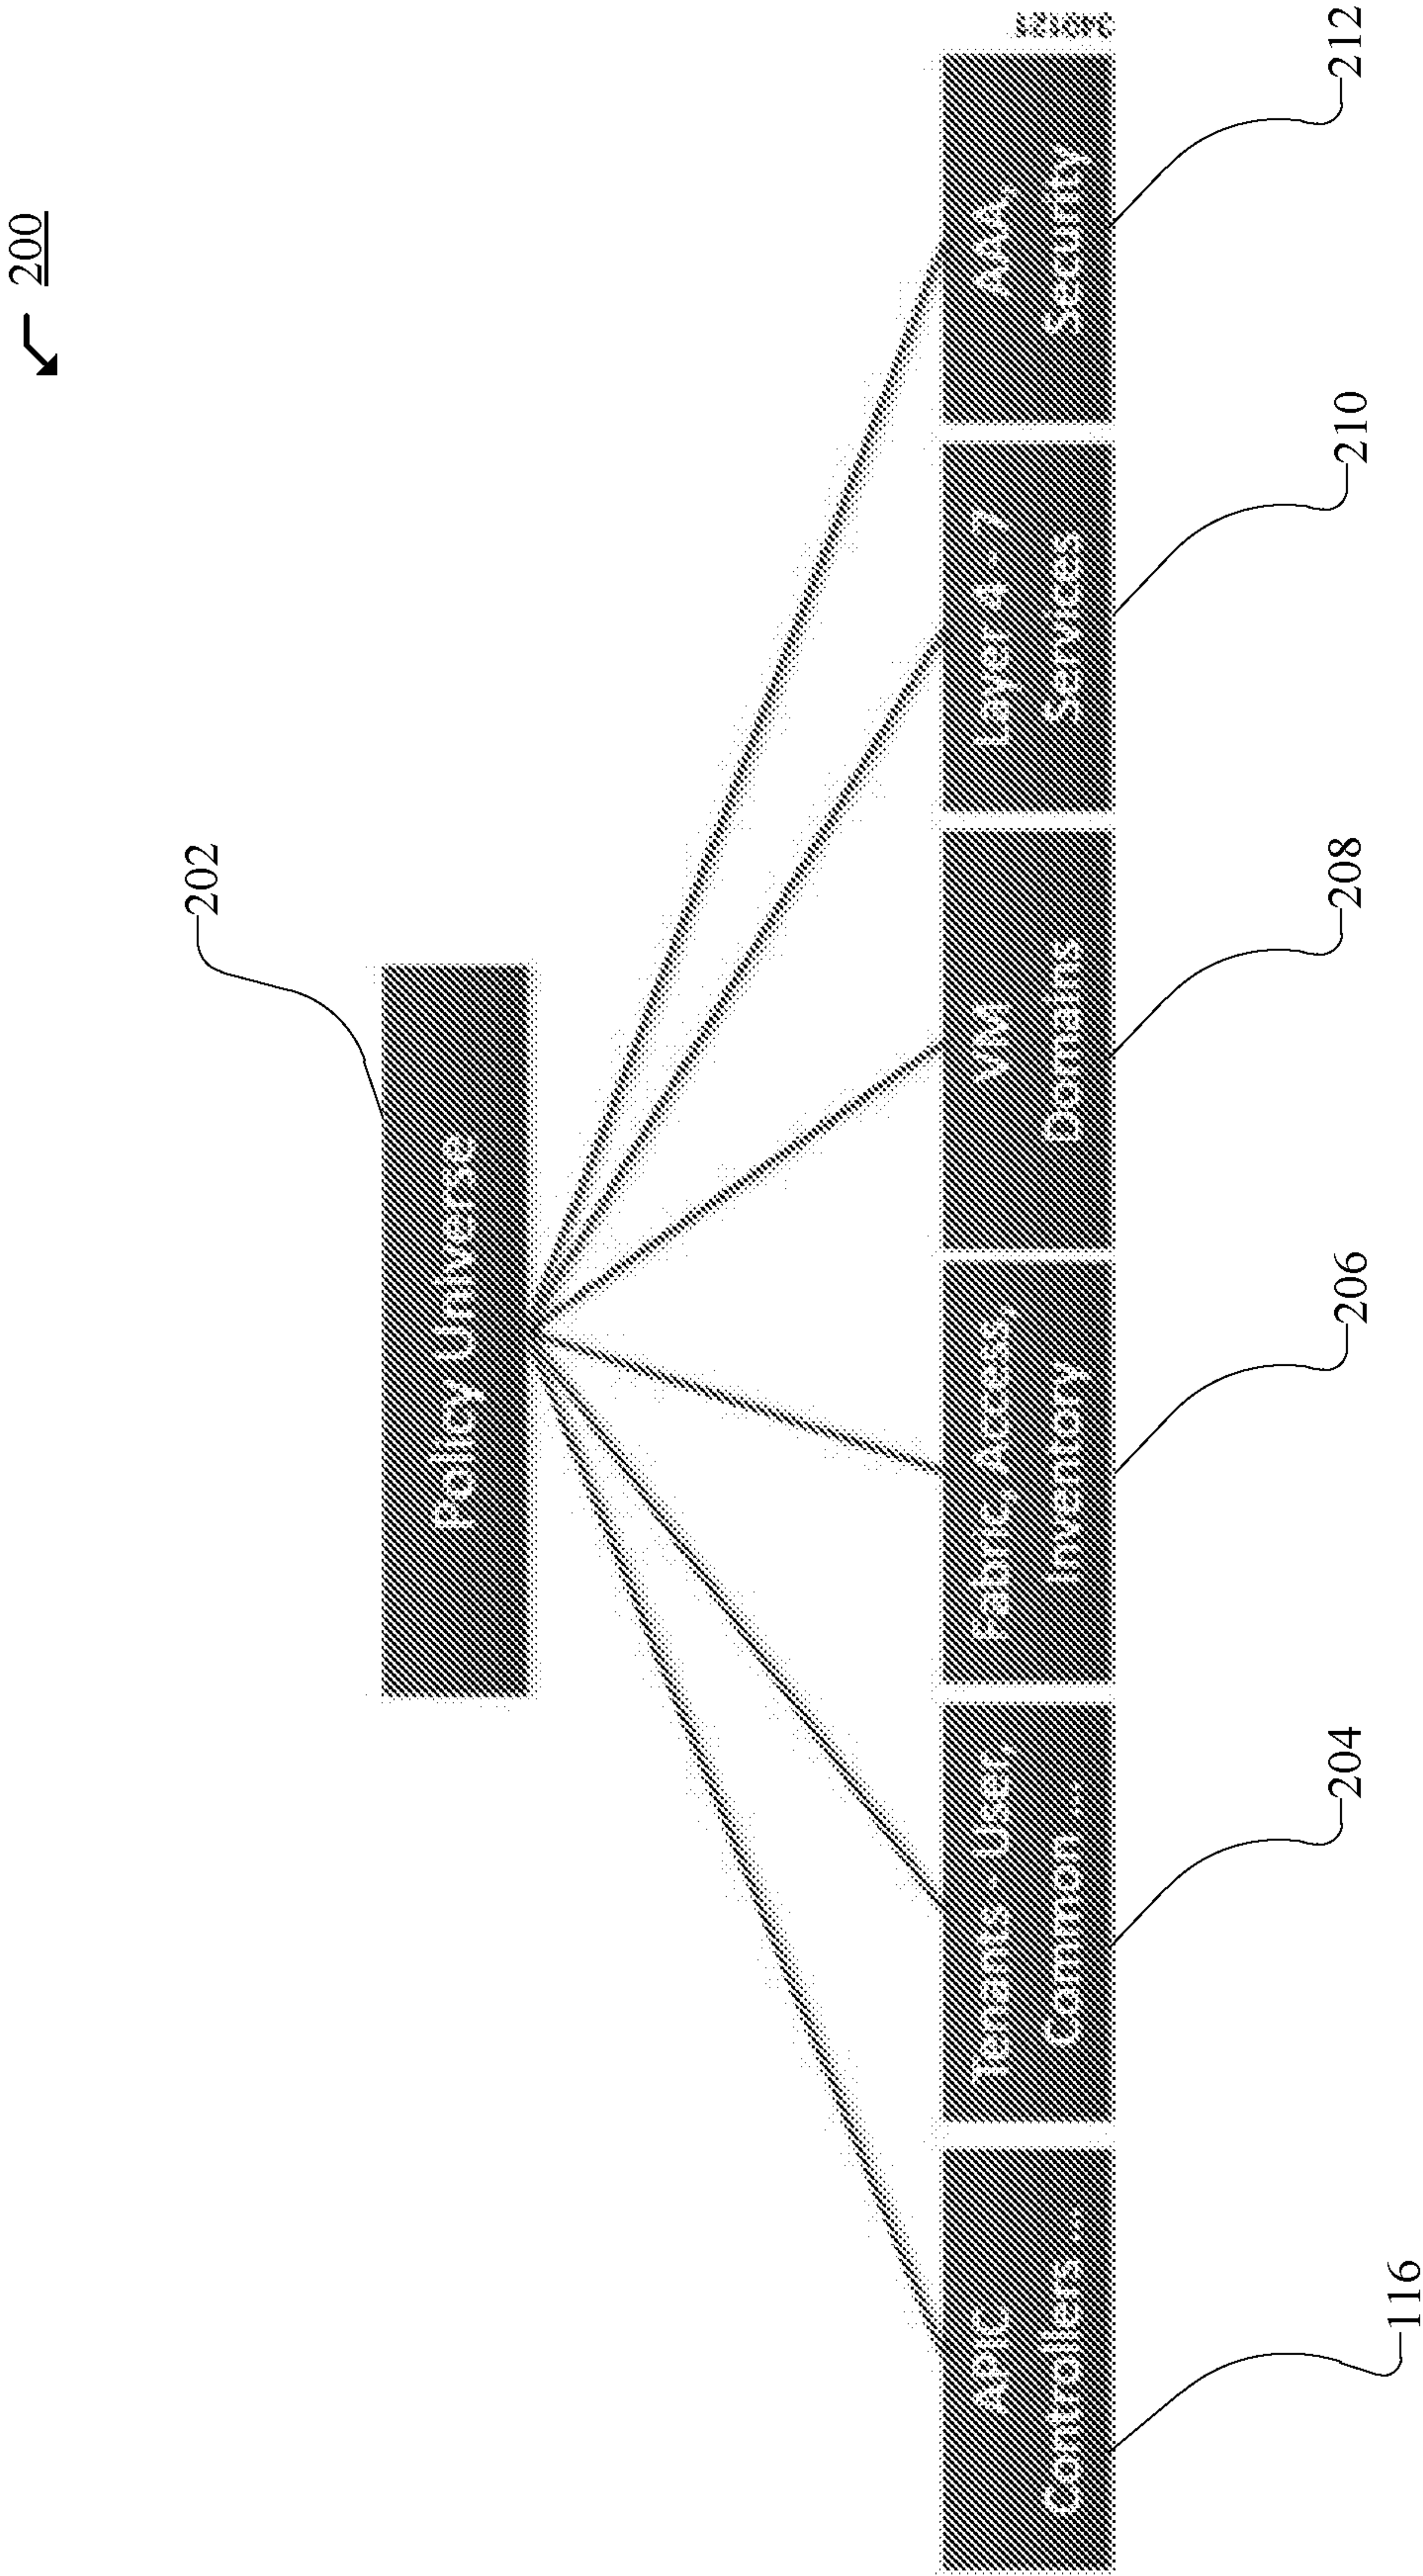 200
202
Policy Universe
APIC
Controllers ...
Tenants - User,
Common ...
Fabric, Access,
Inventory
VM
Domains
Layer 4 - 7
Services
AAA,
Security
116
204
206
208
210
212